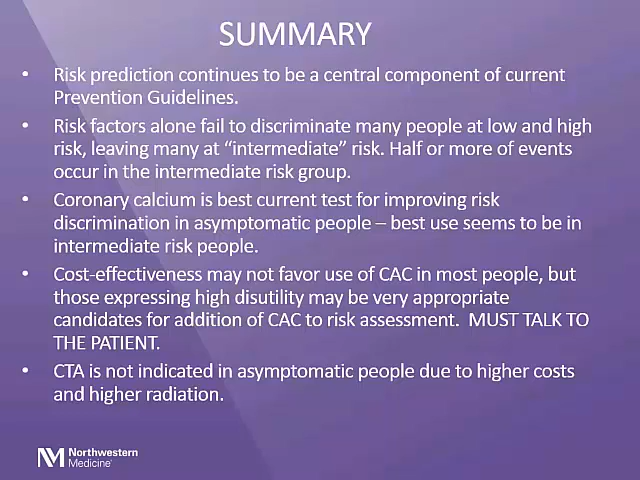 SUMMARY
• Risk prediction continues to be a central component of current
Prevention Guidelines.
• Risk factors alone fail to discriminate many people at low and high
risk, leaving many at “intermediate” risk. Half or more of events
occur in the intermediate risk group.
• Coronary calcium is best current test for improving risk
discrimination in asymptomatic people – best use seems to be in
intermediate risk people.
• Cost-effectiveness may not favor use of CAC in most people, but
those expressing high disutility may be very appropriate
candidates for addition of CAC to risk assessment. MUST TALK TO
THE PATIENT.
• CTA is not indicated in asymptomatic people due to higher costs
and higher radiation.
NM Northwestern
Medicine